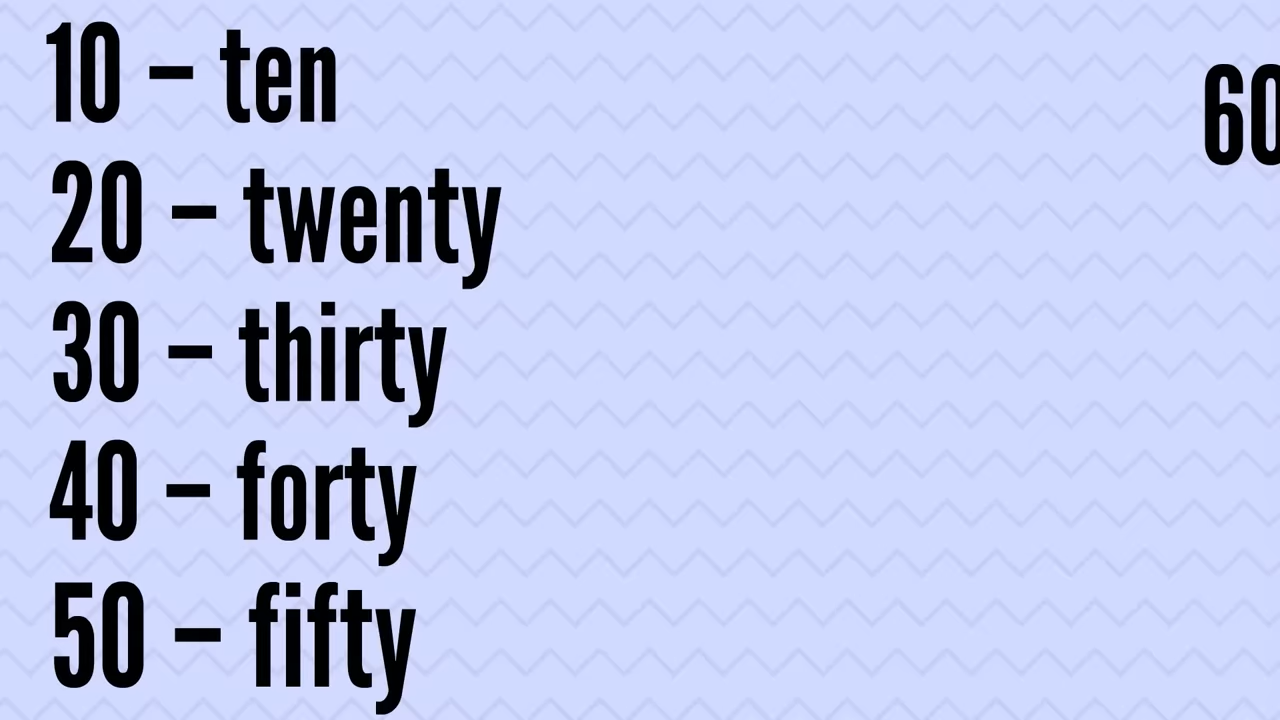 10 – ten
20 – twenty
30 – thirty
40 – forty
50 – fifty
60